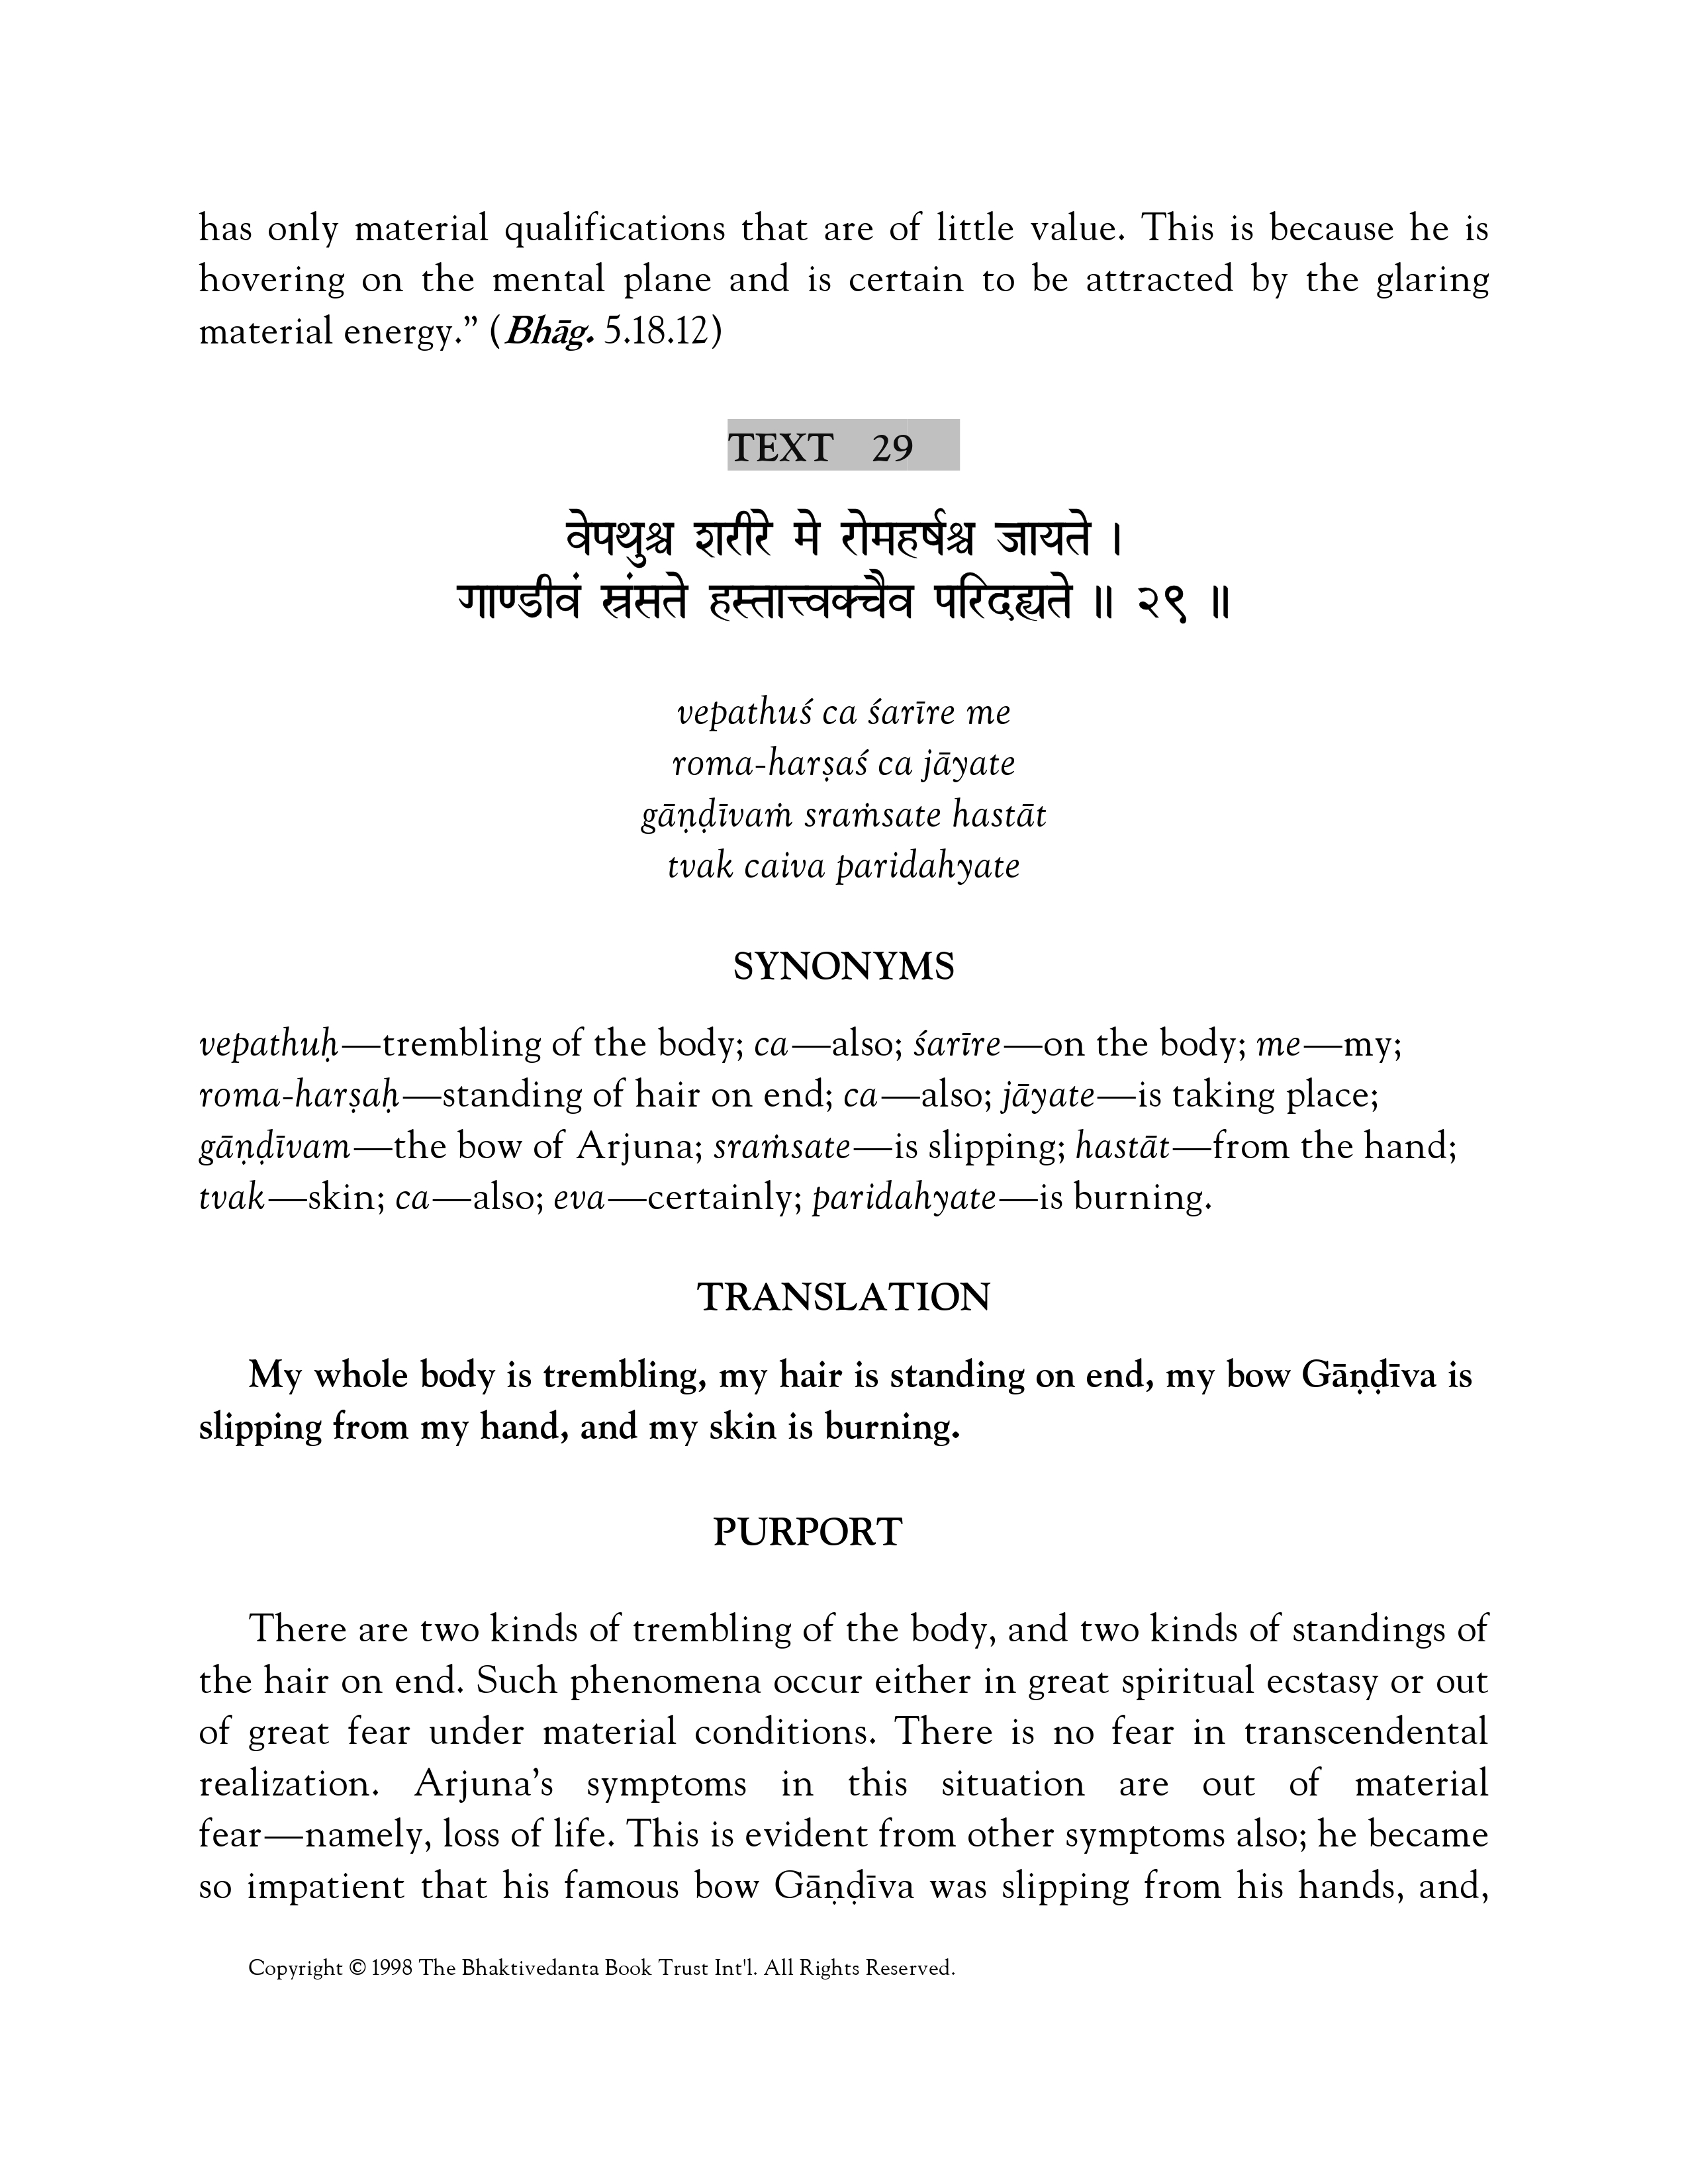 has only material qualifications that are of little value. This is because he is
hovering on the mental plane and is certain to be attracted by the glaring
material energy.” (Bhāg. 5.18.12)
TEXT 29
वेपथुश्च शरीरे मे रोमहर्षश्च जायते ।
गाण्डीवं स्रंसते हस्तात्त्वक्चैव परिदह्यते ॥ २९ ॥
vepathuś ca śarīre me
roma-harṣaś ca jāyate
gāṇḍīvaṁ sraṁsate hastāt
tvak caiva paridahyate
SYNONYMS
vepathuḥ—trembling of the body; ca—also; śarīre—on the body; me—my;
roma-harṣaḥ—standing of hair on end; ca—also; jāyate—is taking place;
gāṇḍīvam—the bow of Arjuna; sraṁsate—is slipping; hastāt—from the hand;
tvak—skin; ca—also; eva—certainly; paridahyate—is burning.
TRANSLATION
My whole body is trembling, my hair is standing on end, my bow Gāṇḍīva is
slipping from my hand, and my skin is burning.
PURPORT
There are two kinds of trembling of the body, and two kinds of standings of
the hair on end. Such phenomena occur either in great spiritual ecstasy or out
of great fear under material conditions. There is no fear in transcendental
realization. Arjuna’s symptoms in this situation are out of material
fear—namely, loss of life. This is evident from other symptoms also; he became
so impatient that his famous bow Gāṇḍīva was slipping from his hands, and,
Copyright © 1998 The Bhaktivedanta Book Trust Int'l. All Rights Reserved.